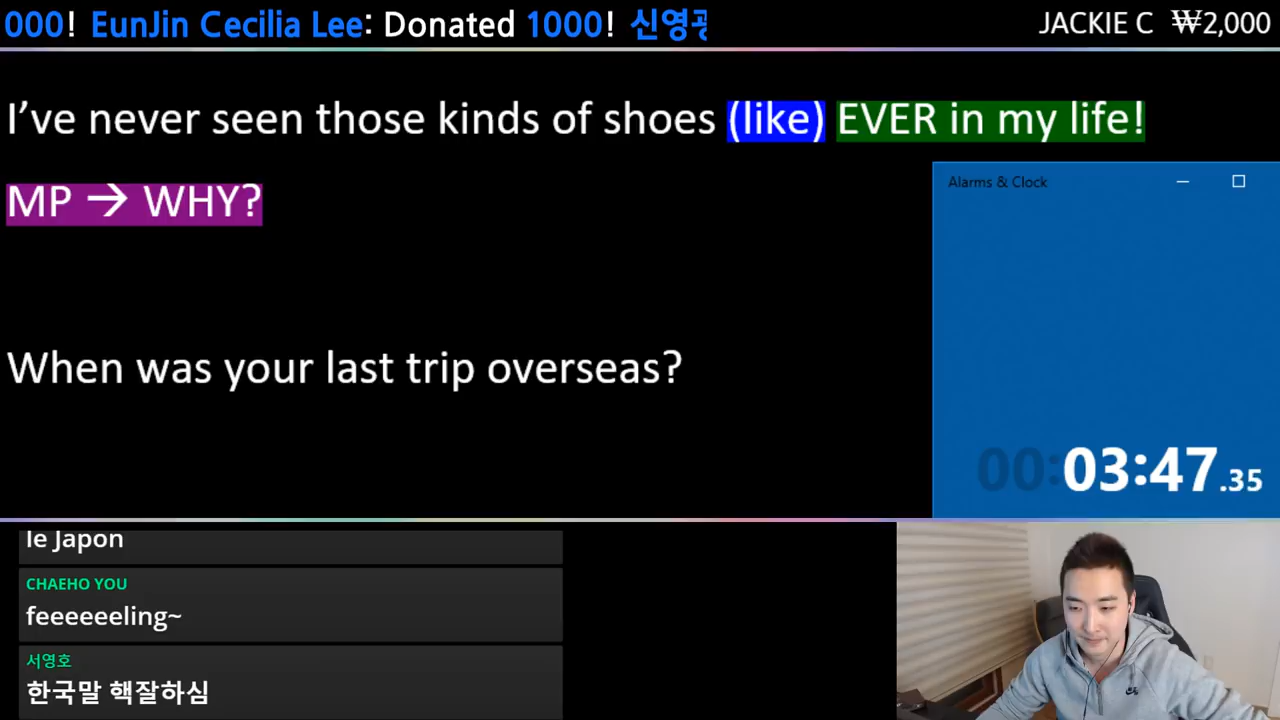 000! EunJin Cecilia Lee: Donated 1000! 신영
JACKIE C ₩2,000
I've never seen those kinds of shoes (like) EVER in my life!
MP → WHY?
Alarms & Clock
When was your last trip overseas?
00:03:47.35
le Japon
CHAEHO YOU
feeeeeeling~
서영호
한국말 핵잘하심